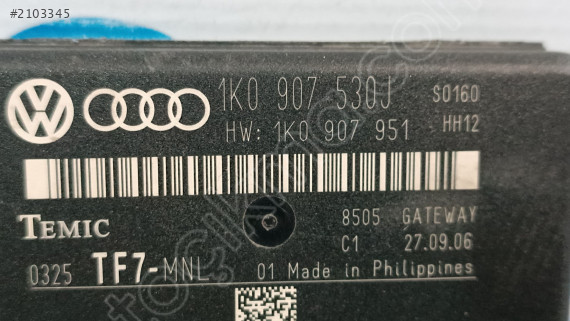 #2103345
1K0 907 530J S0160
HW: 1K0 907 951 HH12
TEMIC
8505 GATEWAY
C1 27.09.06
0325 TF7-MNL 01 Made in Philippines